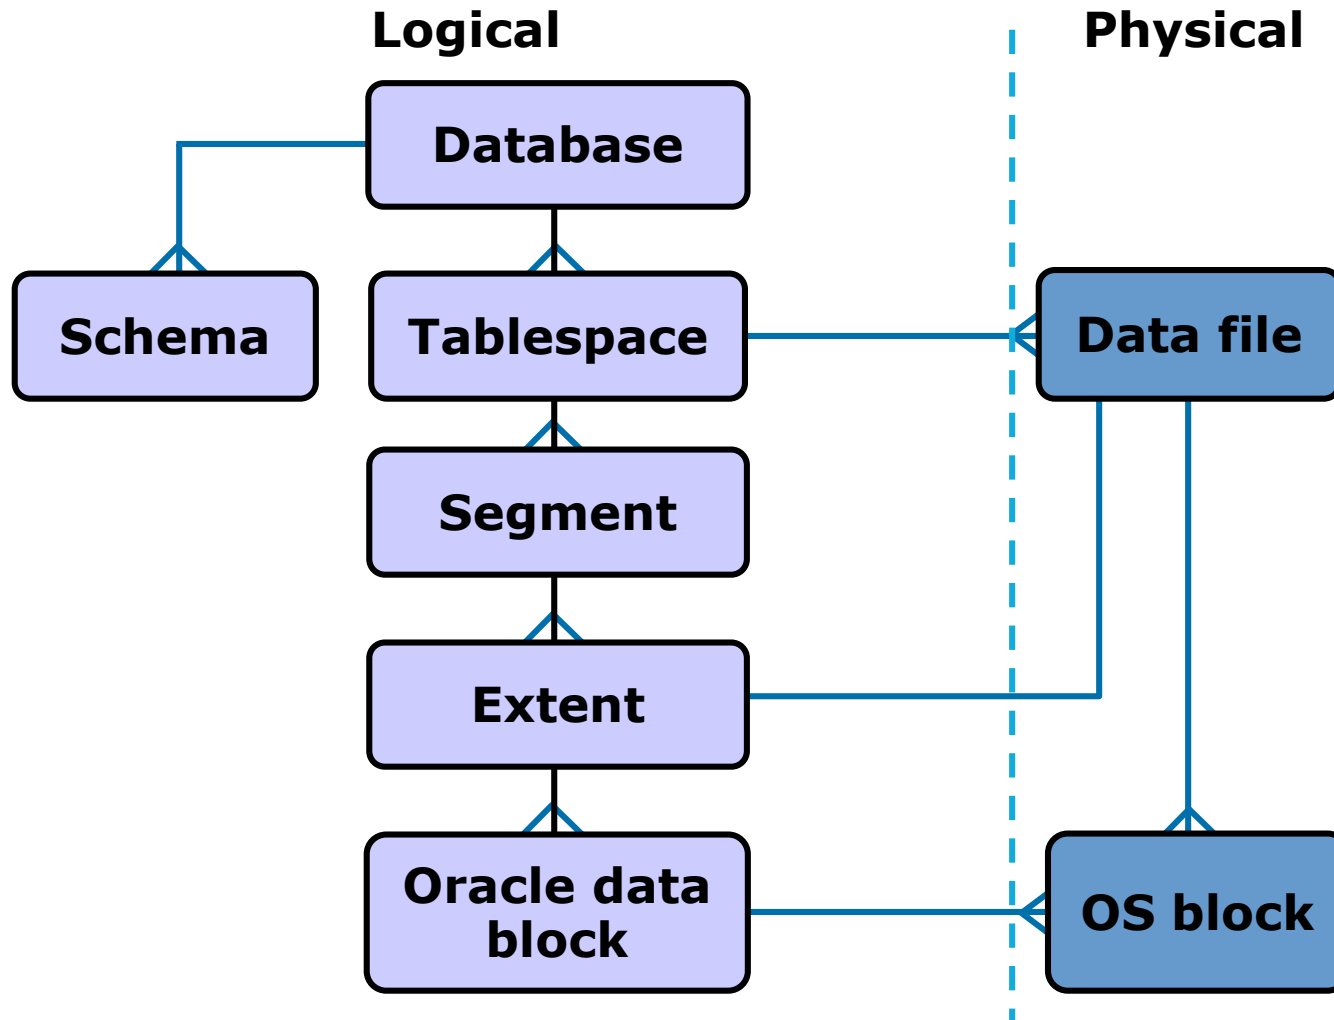 Logical
Physical
Database
Schema
Tablespace
Data file
Segment
Extent
Oracle data
block
OS block